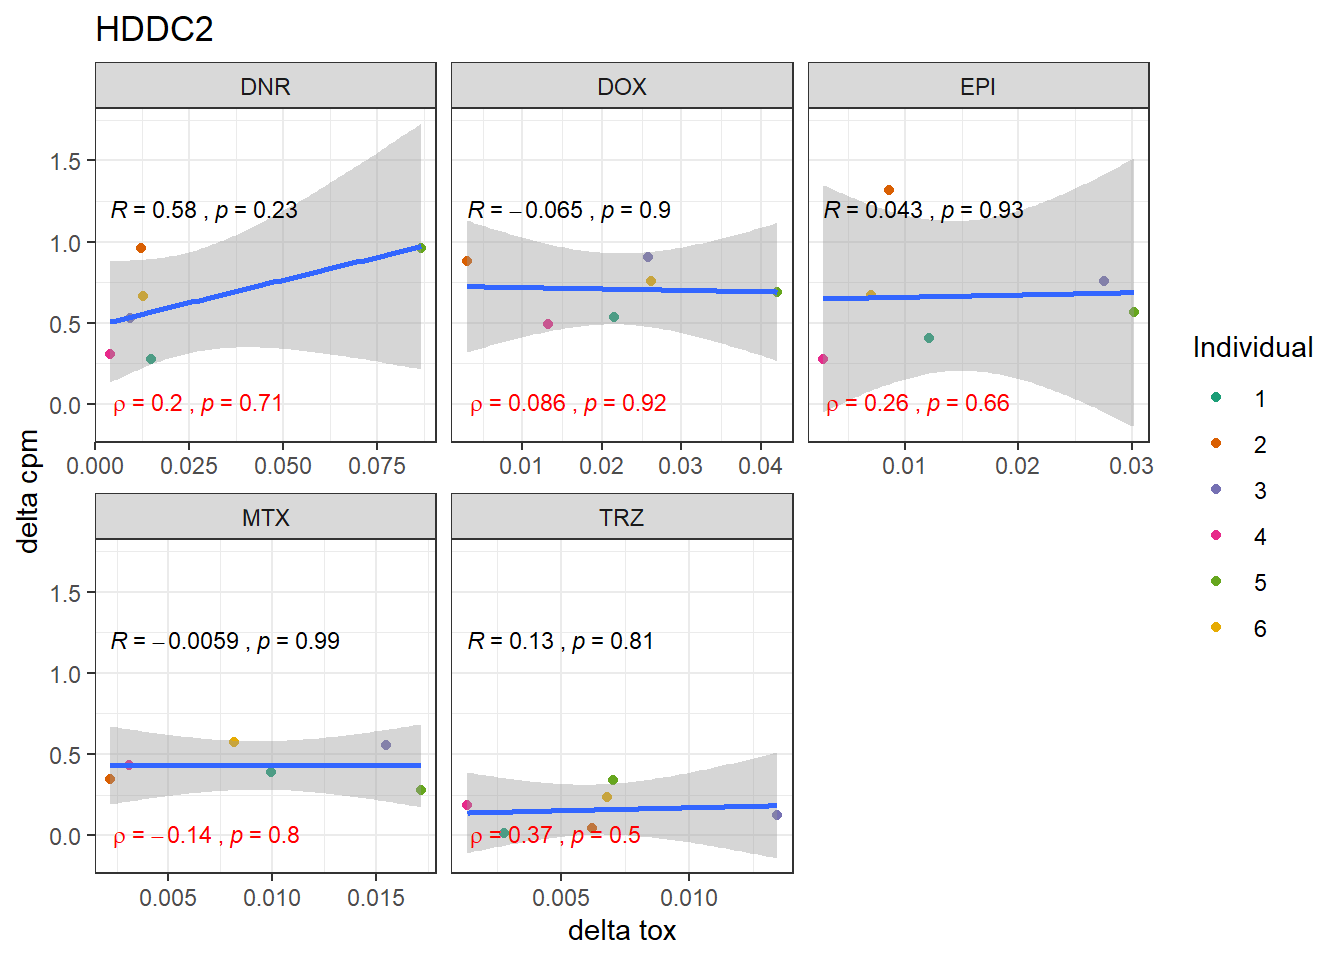 HDDC2
DNR
DOX
EPI
1.5
1.0
0.5
0.0
R = 0.58 , p = 0.23
ρ = 0.2 , p = 0.71
R = −0.065 , p = 0.9
ρ = 0.086 , p = 0.92
R = 0.043 , p = 0.93
ρ = 0.26 , p = 0.66
0.000 0.025 0.050 0.075
0.01 0.02 0.03 0.04
0.01 0.02 0.03
MTX
TRZ
1.5
1.0
0.5
0.0
R = −0.0059 , p = 0.99
ρ = −0.14 , p = 0.8
R = 0.13 , p = 0.81
ρ = 0.37 , p = 0.5
0.005 0.010 0.015
0.005 0.010
delta tox
delta cpm
Individual
1
2
3
4
5
6